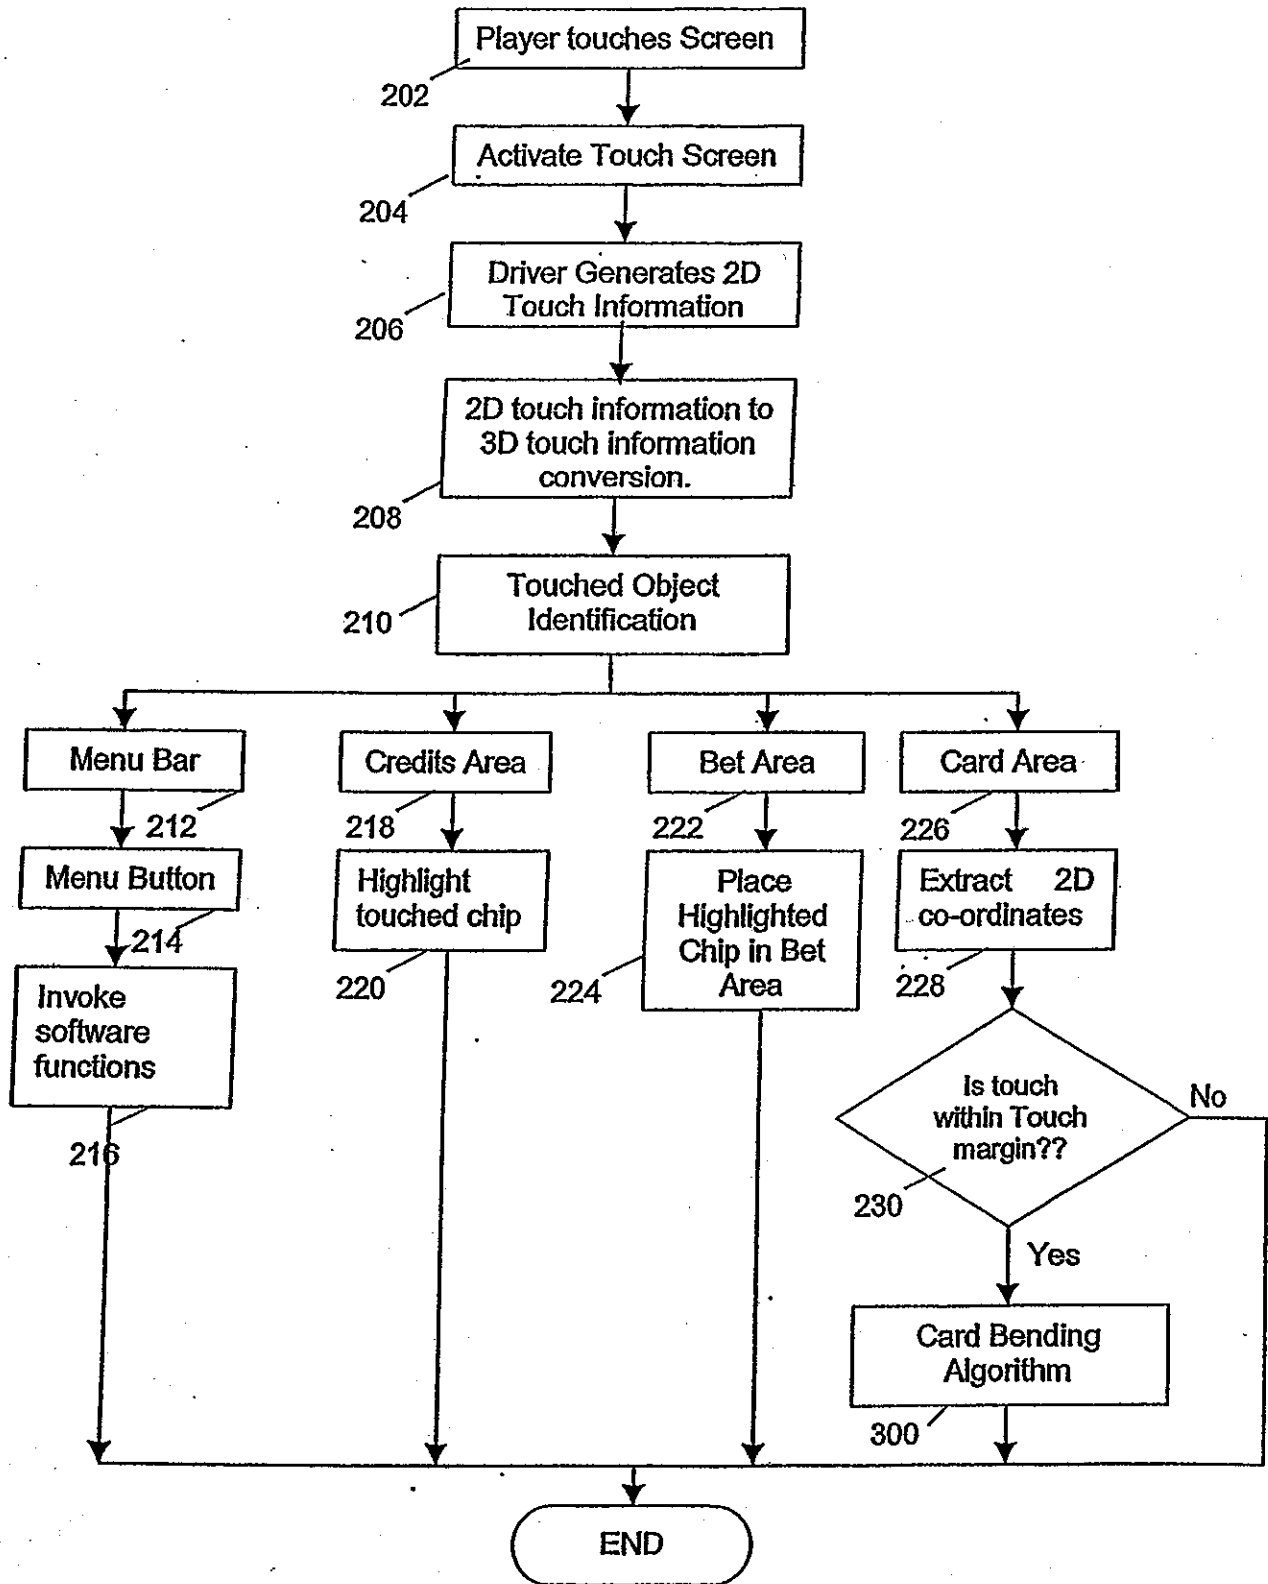 Player touches Screen
202
Activate Touch Screen
204
Driver Generates 2D
Touch Information
206
2D touch information to
3D touch information
conversion.
208
Touched Object
Identification
210
Menu Bar
212
Menu Button
214
Invoke
software
functions
216
Credits Area
218
Highlight
touched chip
220
Bet Area
222
Place
Highlighted
Chip in Bet
Area
224
Card Area
226
Extract 2D
co-ordinates
228
Is touch
within Touch
margin??
230
No
Yes
Card Bending
Algorithm
300
END